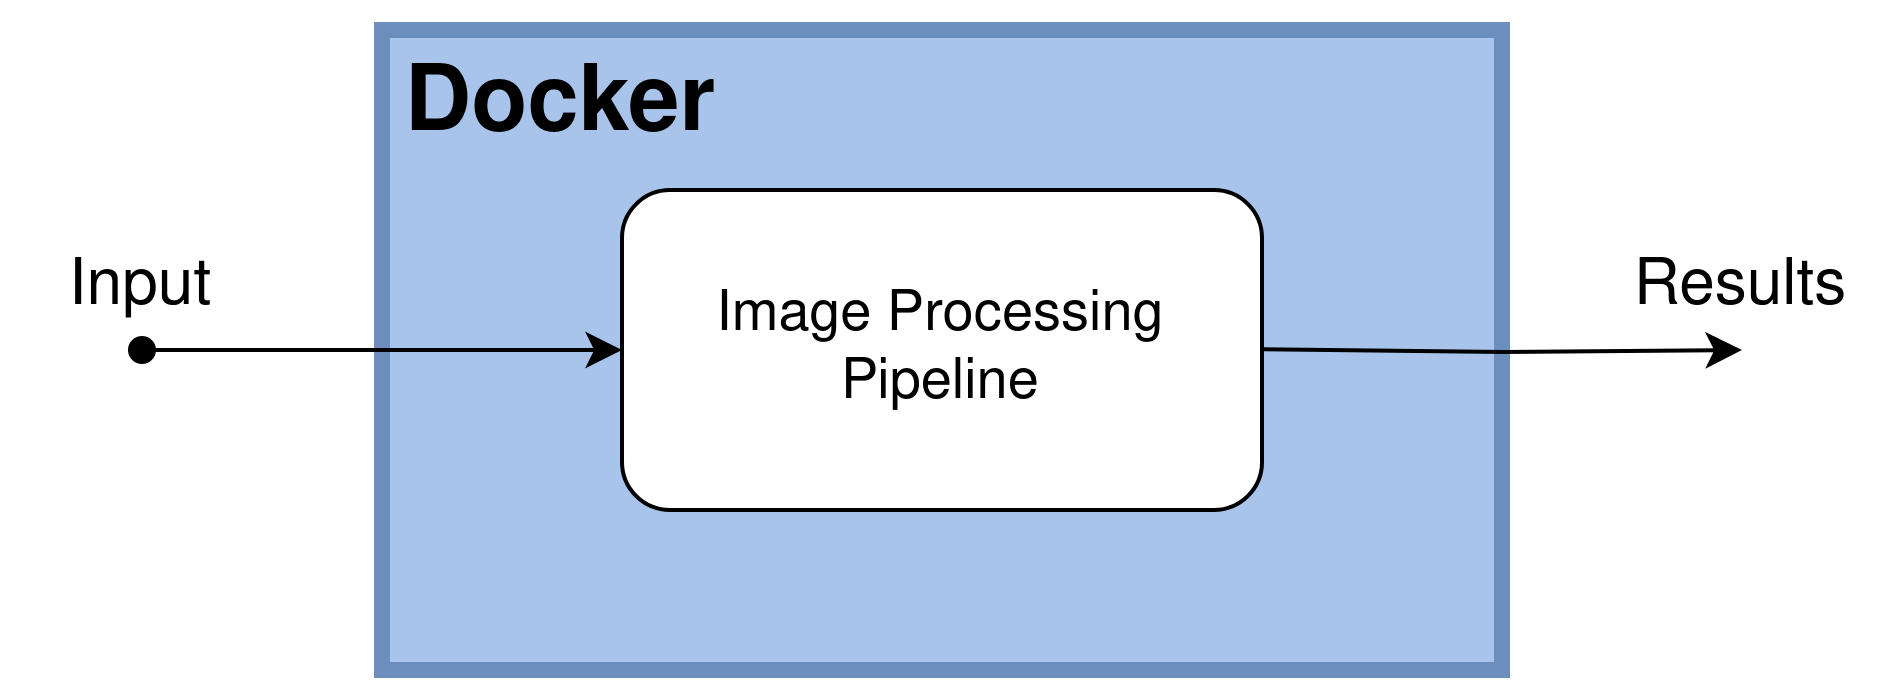 Docker
Input
Image Processing
Pipeline
Results